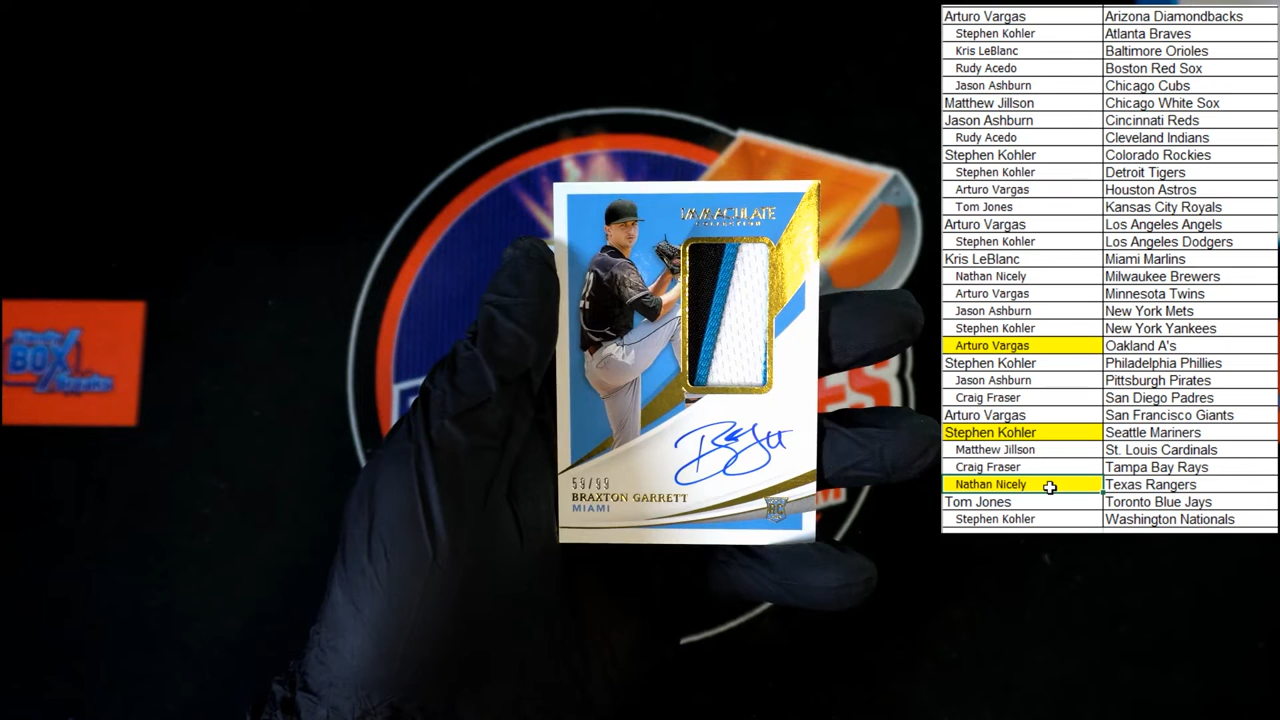 Arturo Vargas Arizona Diamondbacks
Stephen Kohler Atlanta Braves
Kris LeBlanc Baltimore Orioles
Rudy Acedo Boston Red Sox
Jason Ashburn Chicago Cubs
Matthew Jillson Chicago White Sox
Jason Ashburn Cincinnati Reds
Rudy Acedo Cleveland Indians
Stephen Kohler Colorado Rockies
Stephen Kohler Detroit Tigers
Arturo Vargas Houston Astros
Tom Jones Kansas City Royals
Arturo Vargas Los Angeles Angels
Stephen Kohler Los Angeles Dodgers
Kris LeBlanc Miami Marlins
Nathan Nicely Milwaukee Brewers
Arturo Vargas Minnesota Twins
Jason Ashburn New York Mets
Stephen Kohler New York Yankees
Arturo Vargas Oakland A's
Stephen Kohler Philadelphia Phillies
Jason Ashburn Pittsburgh Pirates
Craig Fraser San Diego Padres
Arturo Vargas San Francisco Giants
Stephen Kohler Seattle Mariners
Matthew Jillson St. Louis Cardinals
Craig Fraser Tampa Bay Rays
Nathan Nicely Texas Rangers
Tom Jones Toronto Blue Jays
Stephen Kohler Washington Nationals
IMMACULATE
COLLECTION
59/99
BRAXTON GARRETT
MIAMI
RC
BOX
Breaks